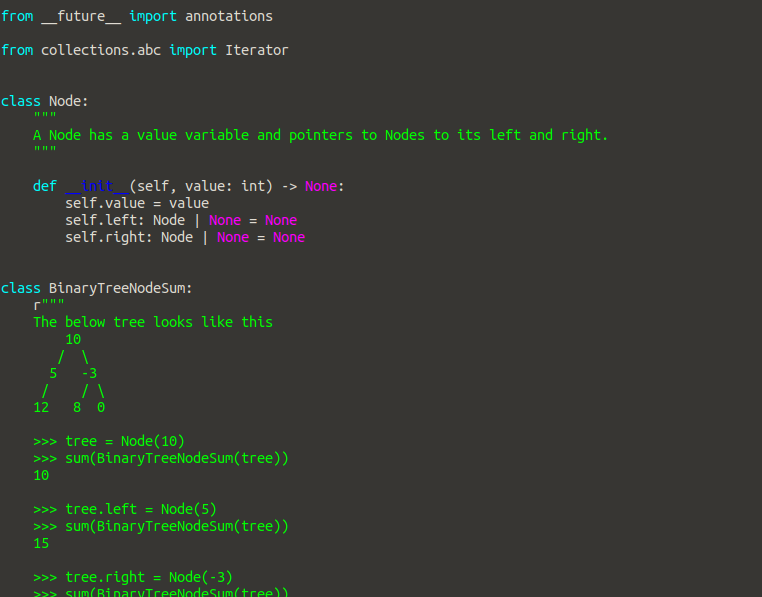 from __future__ import annotations

from collections.abc import Iterator


class Node:
    """
    A Node has a value variable and pointers to Nodes to its left and right.
    """

    def __init__(self, value: int) -> None:
        self.value = value
        self.left: Node | None = None
        self.right: Node | None = None


class BinaryTreeNodeSum:
    r"""
    The below tree looks like this
        10
       /  \
      5   -3
     /    / \
    12   8  0

    >>> tree = Node(10)
    >>> sum(BinaryTreeNodeSum(tree))
    10

    >>> tree.left = Node(5)
    >>> sum(BinaryTreeNodeSum(tree))
    15

    >>> tree.right = Node(-3)
    >>> sum(BinaryTreeNodeSum(tree))